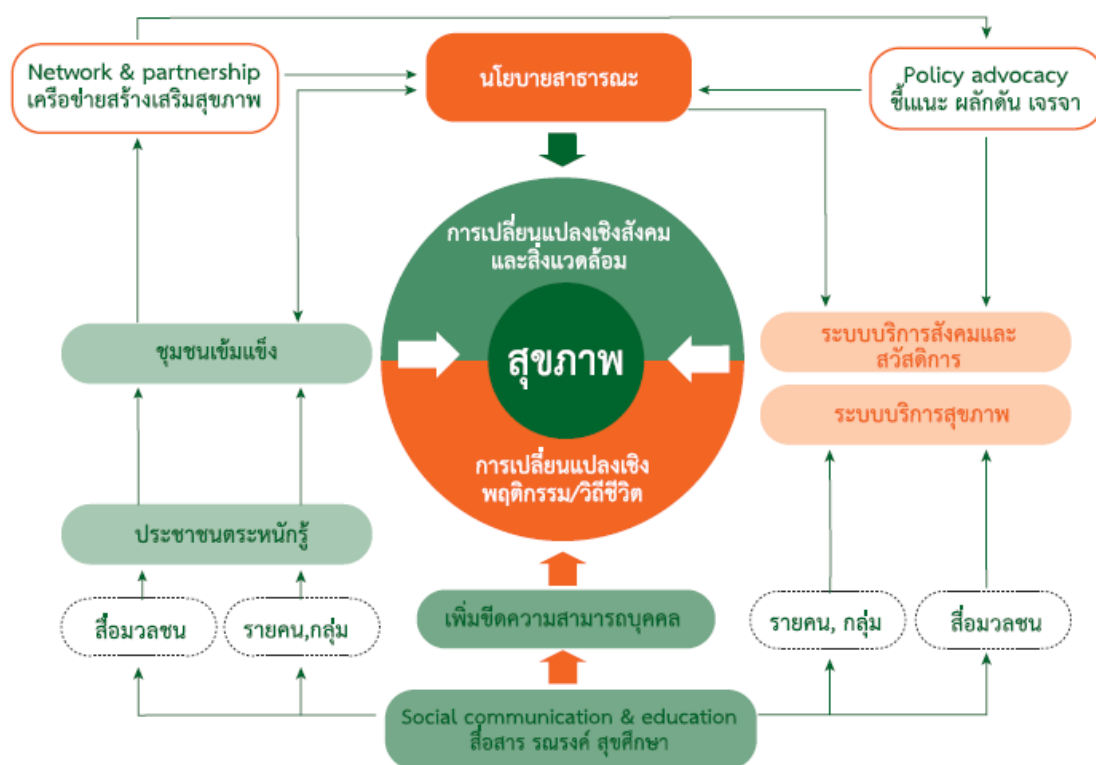 Network & partnership
เครือข่ายสร้างเสริมสุขภาพ
นโยบายสาธารณะ
Policy advocacy
ชี้แนะ ผลักดัน เจรจา
การเปลี่ยนแปลงเชิงสังคม
และสิ่งแวดล้อม
ชุมชนเข้มแข็ง
สุขภาพ
ระบบบริการสังคมและ
สวัสดิการ
ระบบบริการสุขภาพ
การเปลี่ยนแปลงเชิง
พฤติกรรม/วิถีชีวิต
ประชาชนตระหนักรู้
สื่อมวลชน
รายคน,กลุ่ม
เพิ่มขีดความสามารถบุคคล
รายคน, กลุ่ม
สื่อมวลชน
Social communication & education
สื่อสาร รณรงค์ สุขศึกษา